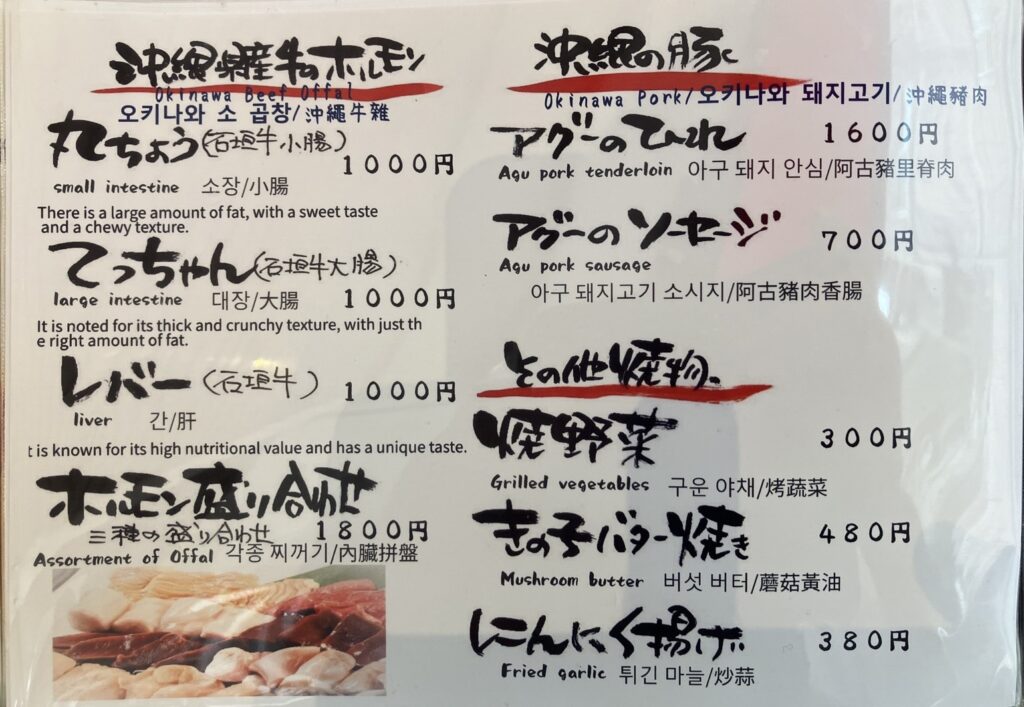 沖縄県産牛のホルモン
Okinawa Beef Offal
오키나와 소 곱창/沖繩牛雜
丸ちょう(石垣牛小腸)
1000円
small intestine 소장/小腸
There is a large amount of fat, with a sweet taste
and a chewy texture.
てっちゃん(石垣牛大腸)
large intestine 대장/大腸 1000円
It is noted for its thick and crunchy texture, with just th
e right amount of fat.
レバー(石垣牛) 1000円
liver 간/肝
t is known for its high nutritional value and has a unique taste.
ホルモン盛り合わせ
三種の盛り合わせ 1800円
Assortment of Offal 각종 찌꺼기/內臟拼盤
沖縄の豚
Okinawa Pork/오키나와 돼지고기/沖繩豬肉
アグーのひれ 1600円
Agu pork tenderloin 아구 돼지 안심/阿古豬里脊肉
アグーのソーセージ 700円
Agu pork sausage
아구 돼지고기 소시지/阿古豬肉香腸
その他焼物
焼野菜 300円
Grilled vegetables 구운 야채/烤蔬菜
きの子バター焼き 480円
Mushroom butter 버섯 버터/蘑菇黃油
にんにく揚げ 380円
Fried garlic 튀긴 마늘/炒蒜